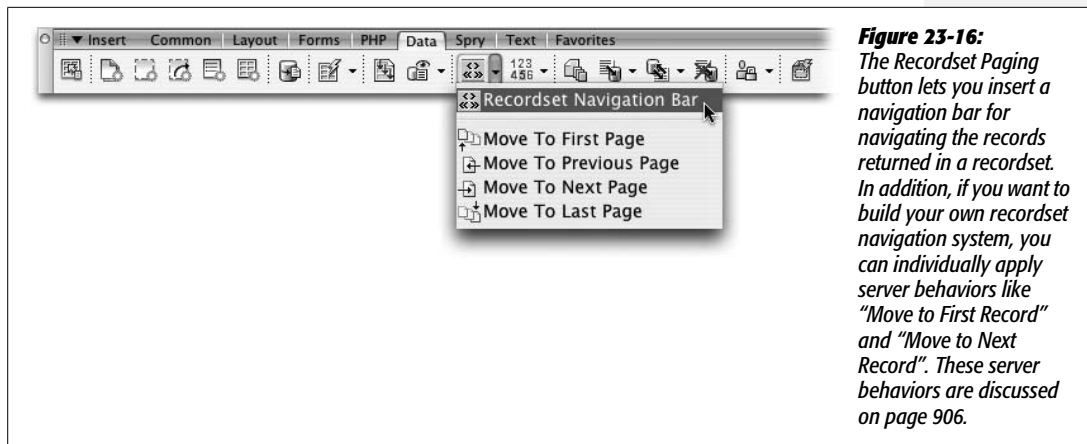 Insert Common Layout Forms PHP Data Spry Text Favorites
123
456
Recordset Navigation Bar
Move To First Page
Move To Previous Page
Move To Next Page
Move To Last Page
Figure 23-16:
The Recordset Paging
button lets you insert a
navigation bar for
navigating the records
returned in a recordset.
In addition, if you want to
build your own recordset
navigation system, you
can individually apply
server behaviors like
“Move to First Record”
and “Move to Next
Record”. These server
behaviors are discussed
on page 906.